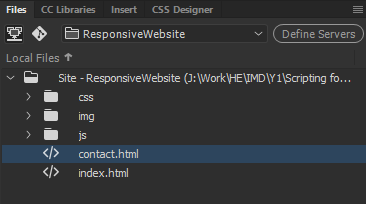 Files CC Libraries Insert CSS Designer
ResponsiveWebsite Define Servers
Local Files
Site - ResponsiveWebsite (J:\Work\HE\IMD\Y1\Scripting fo...
css
img
js
contact.html
index.html